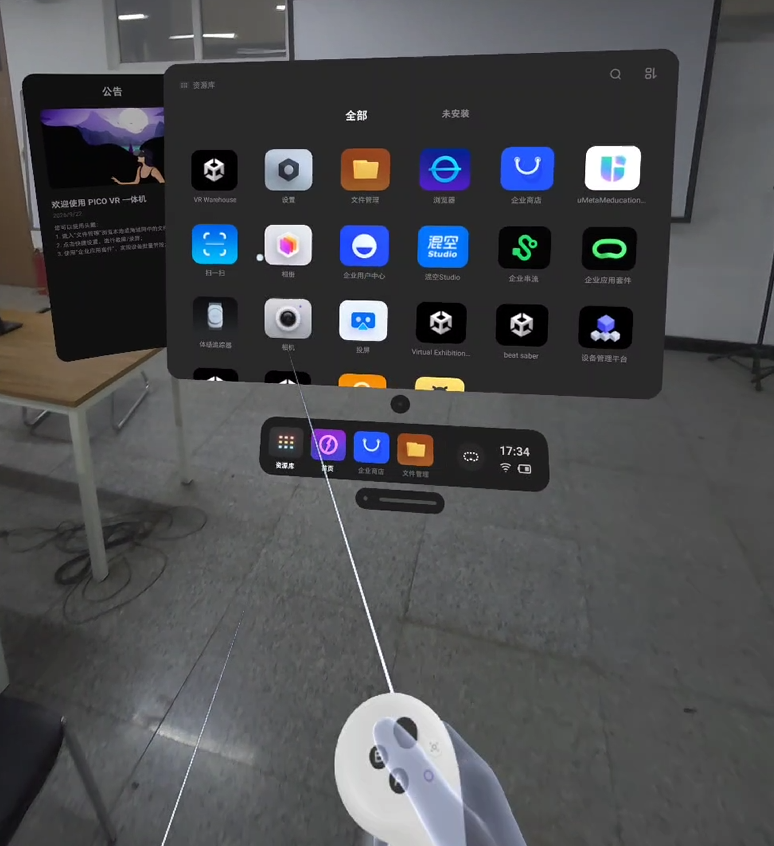 公告
欢迎使用 PICO VR 一体机
资源库
全部
未安装
VR Warehouse
设置
文件管理
浏览器
企业商店
uMetaMeducation...
扫一扫
相册
企业用户中心
混空
Studio
混空Studio
企业串流
企业应用套件
体感追踪器
相机
投屏
Virtual Exhibition...
beat saber
设备管理平台
资源库
首页
企业商店
文件管理
17:34
B
A